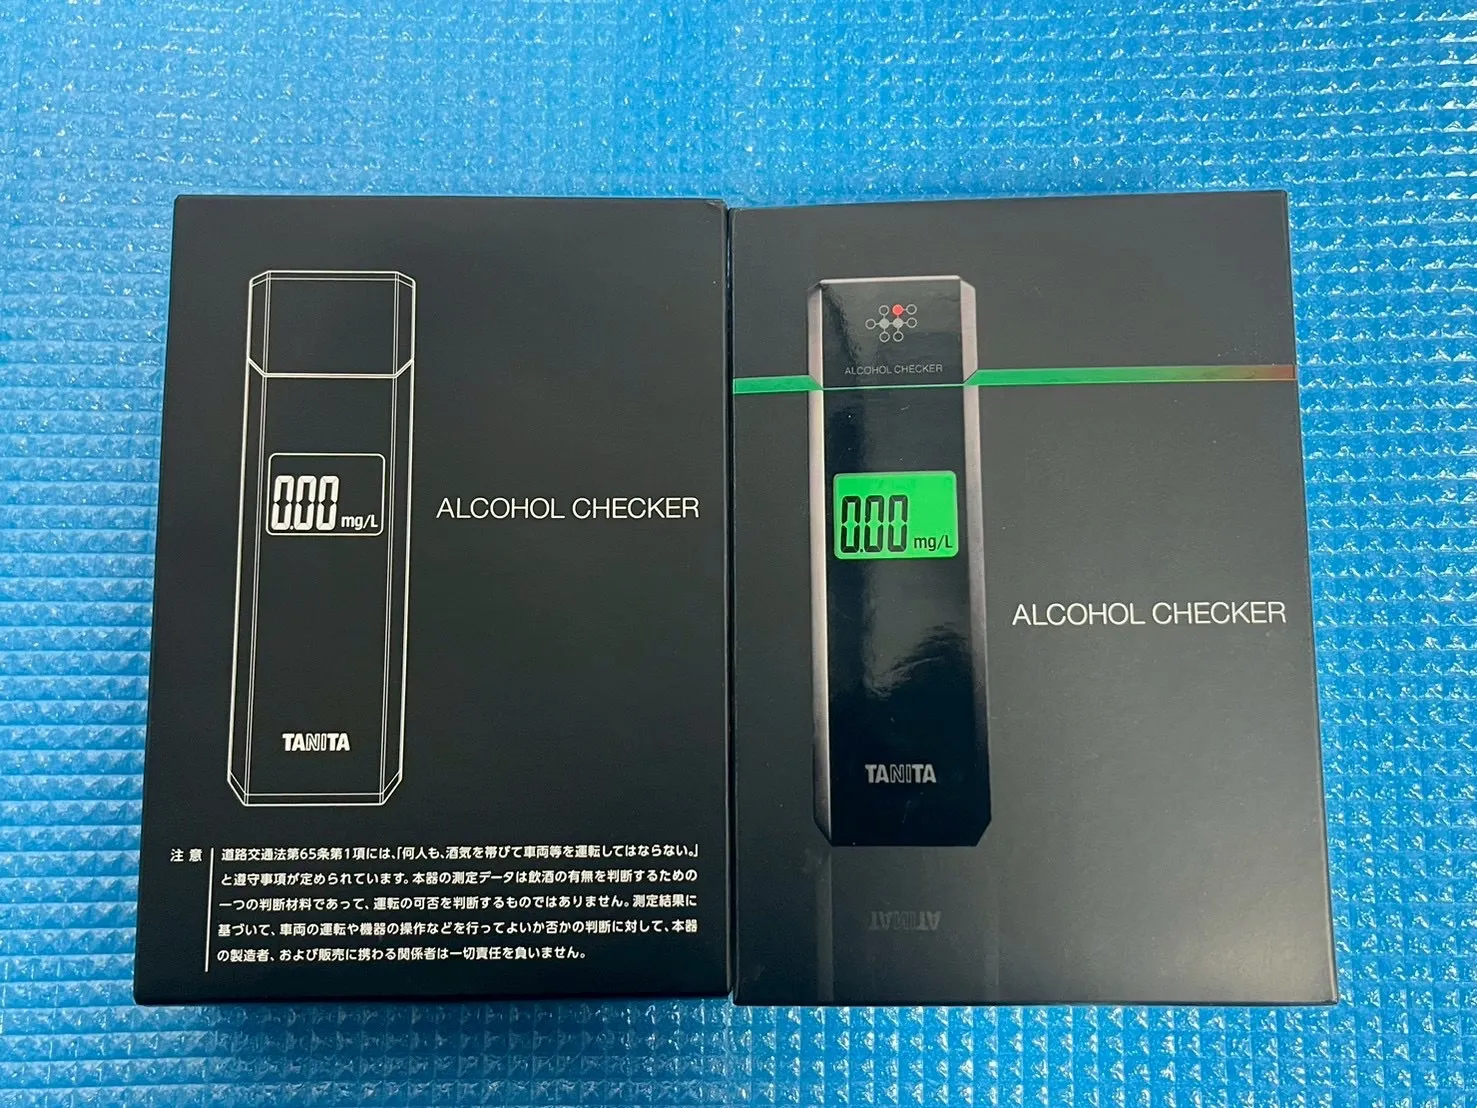 0.00 mg/L
ALCOHOL CHECKER
TANITA
注意
道路交通法第65条第1項には、「何人も、酒気を帯びて車両等を運転してはならない。」
と遵守事項が定められています。本器の測定データは飲酒の有無を判断するための
一つの判断材料であって、運転の可否を判断するものではありません。測定結果に
基づいて、車両の運転や機器の操作などを行ってよいか否かの判断に対して、本器
の製造者、および販売に携わる関係者は一切責任を負いません。
ALCOHOL CHECKER
0.00 mg/L
ALCOHOL CHECKER
TANITA
TANITA